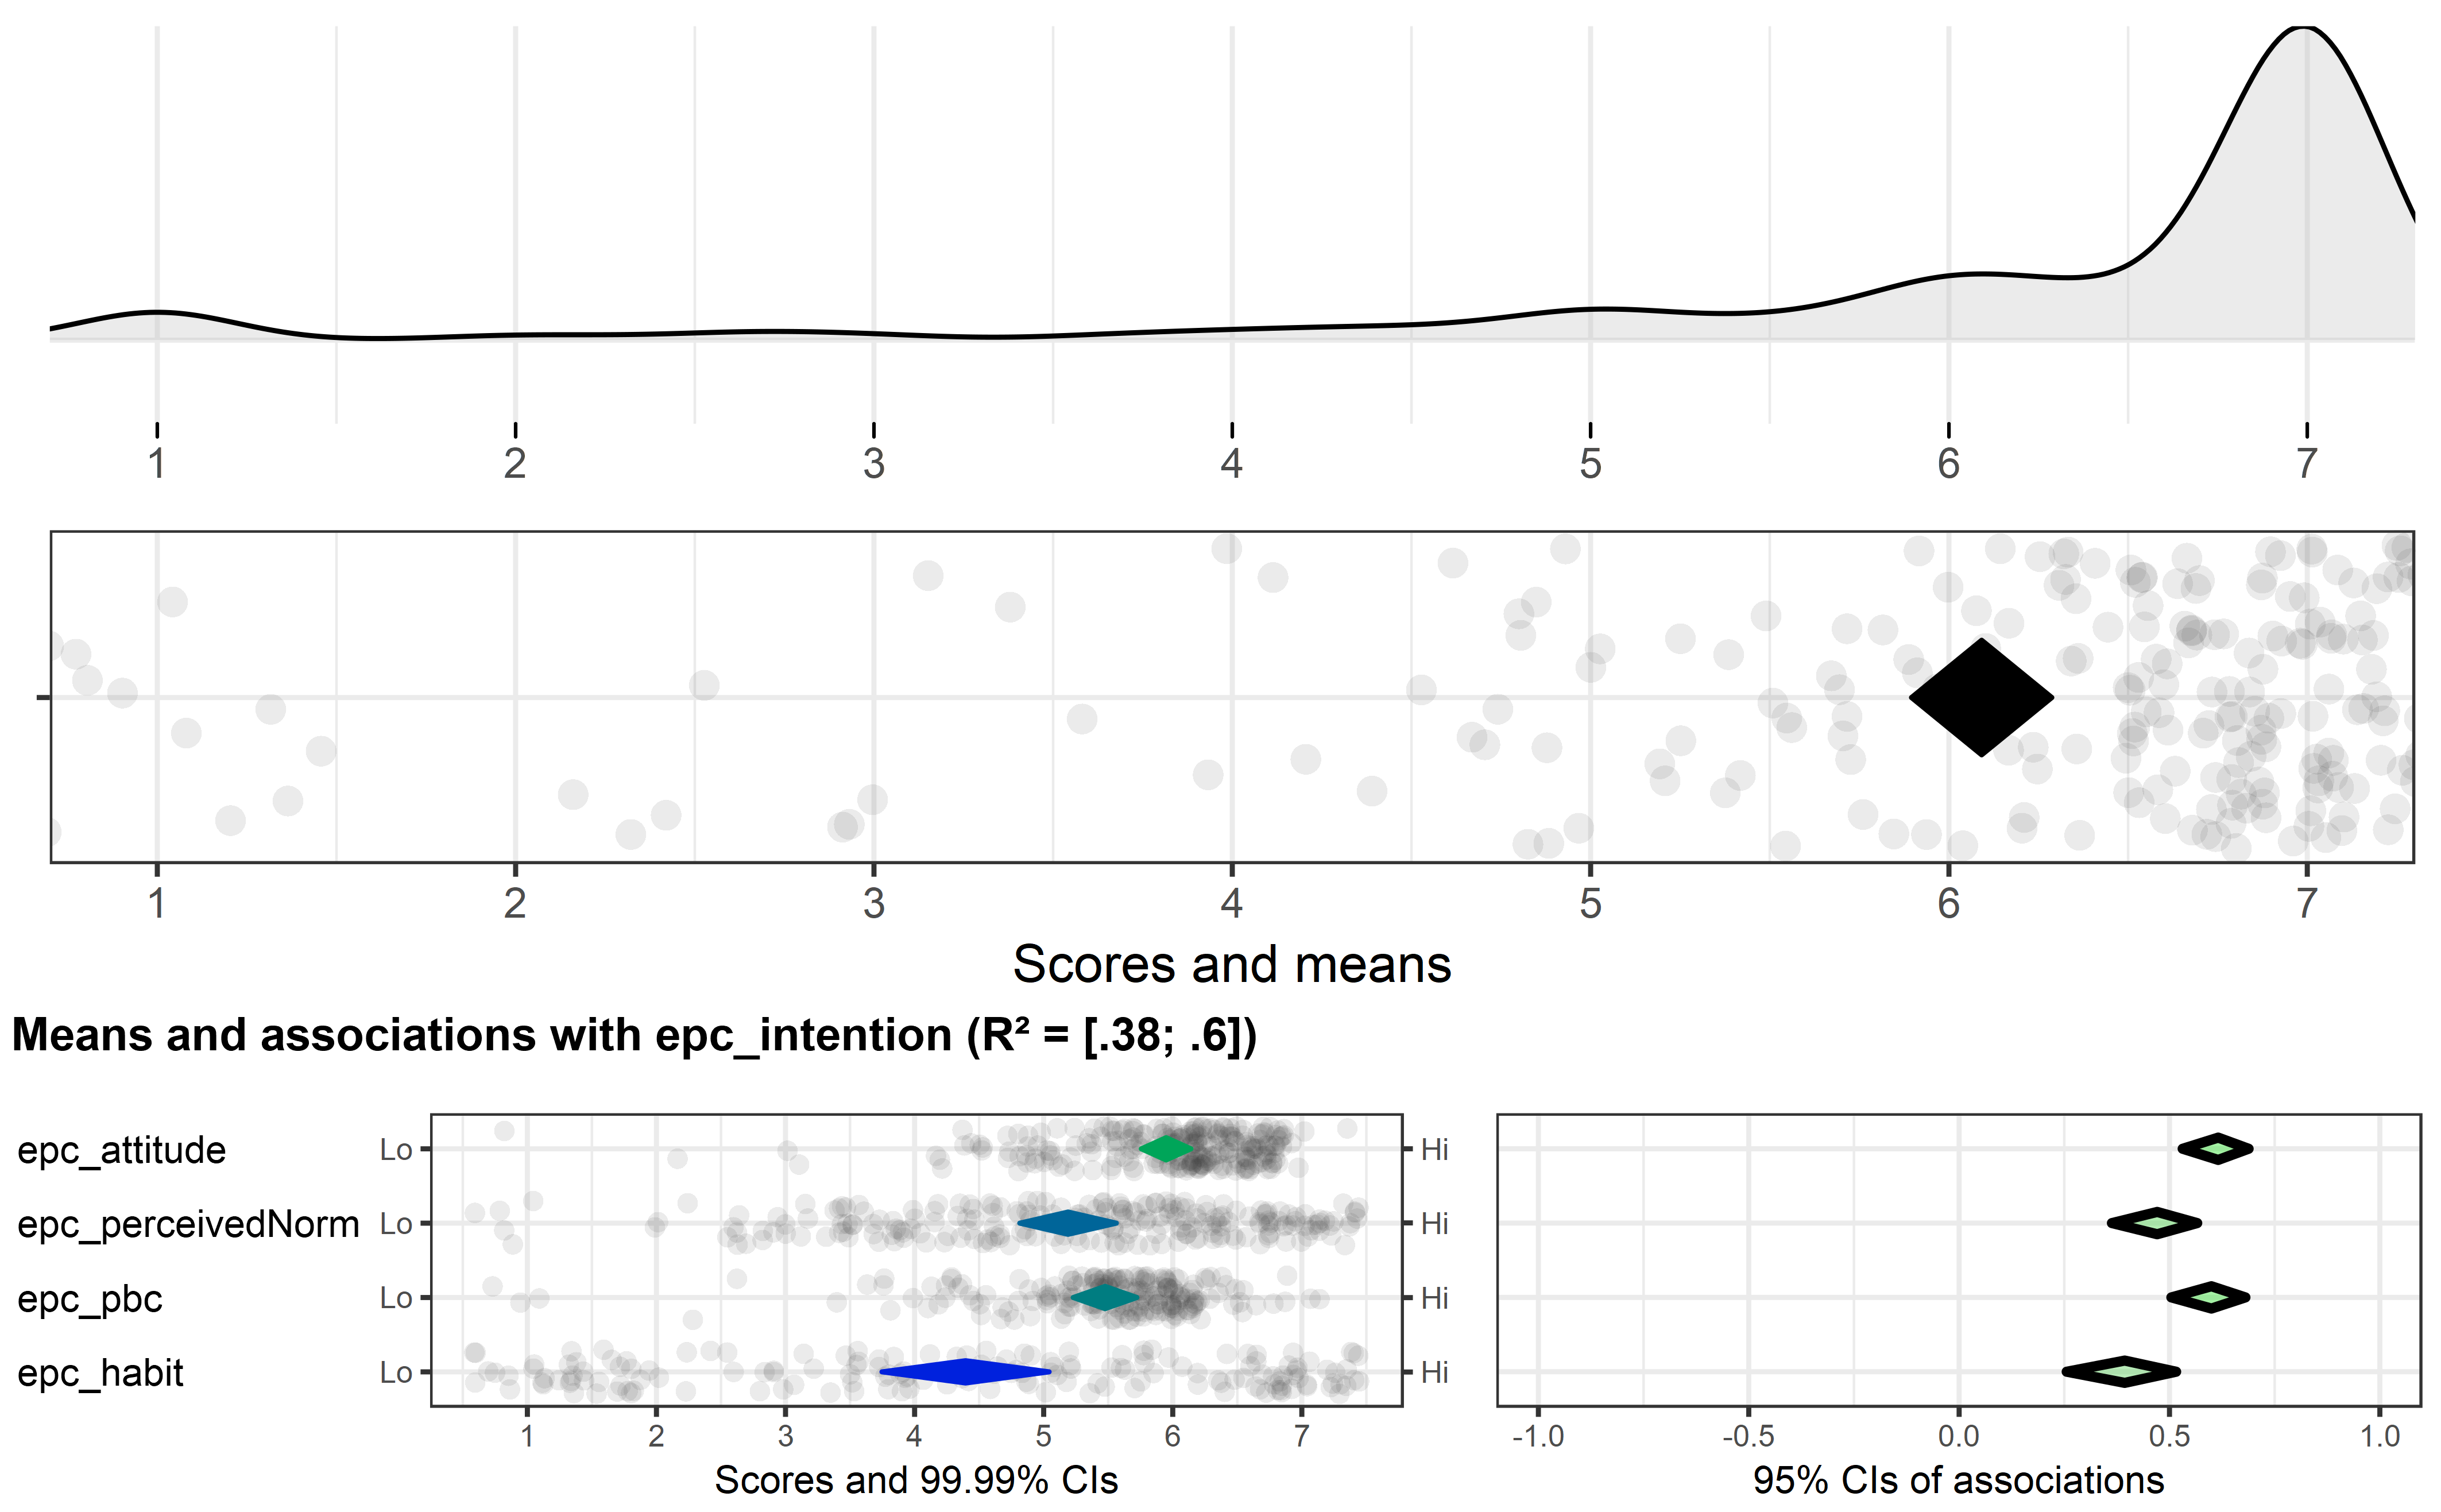 1 2 3 4 5 6 7
1 2 3 4 5 6 7
Scores and means
Means and associations with epc_intention (R² = [.38; .6])
epc_attitude Lo Hi
epc_perceivedNorm Lo Hi
epc_pbc Lo Hi
epc_habit Lo Hi
1 2 3 4 5 6 7
Scores and 99.99% CIs
-1.0 -0.5 0.0 0.5 1.0
95% CIs of associations